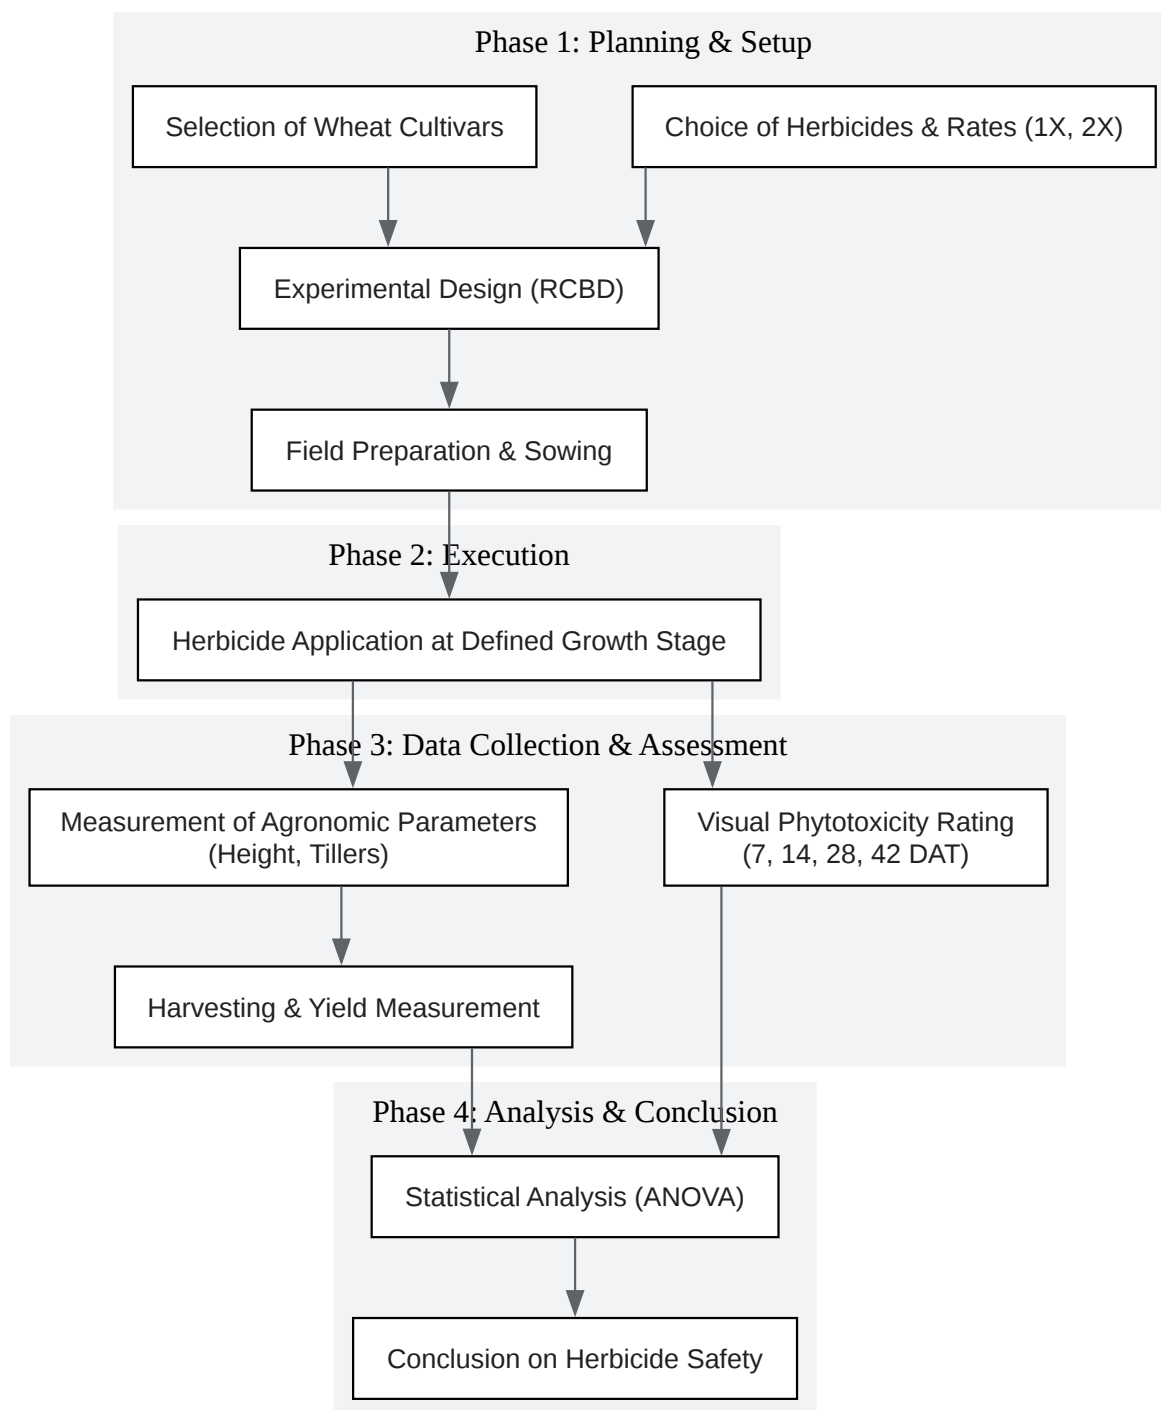 Phase 1: Planning & Setup
Selection of Wheat Cultivars
Choice of Herbicides & Rates (1X, 2X)
Experimental Design (RCBD)
Field Preparation & Sowing
Phase 2: Execution
Herbicide Application at Defined Growth Stage
Phase 3: Data Collection & Assessment
Measurement of Agronomic Parameters
(Height, Tillers)
Visual Phytotoxicity Rating
(7, 14, 28, 42 DAT)
Harvesting & Yield Measurement
Phase 4: Analysis & Conclusion
Statistical Analysis (ANOVA)
Conclusion on Herbicide Safety